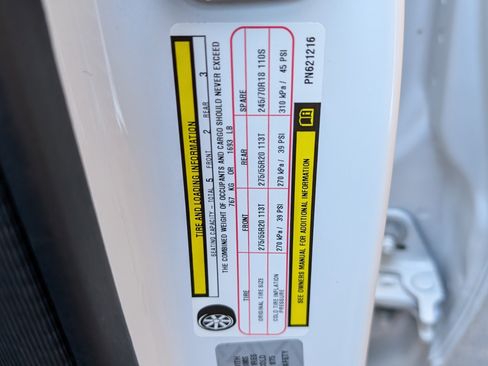 TIRE AND LOADING INFORMATION
SEATING CAPACITY - TOTAL 5 FRONT 2 REAR 3
THE COMBINED WEIGHT OF OCCUPANTS AND CARGO SHOULD NEVER EXCEED
767 KG OR 1693 LB
TIRE FRONT REAR SPARE
ORIGINAL TIRE SIZE 275/55R20 113T 275/55R20 113T 245/70R18 110S
COLD TIRE INFLATION PRESSURE 270 kPa / 39 PSI 270 kPa / 39 PSI 310 kPa / 45 PSI
SEE OWNERS MANUAL FOR ADDITIONAL INFORMATION
PN621216